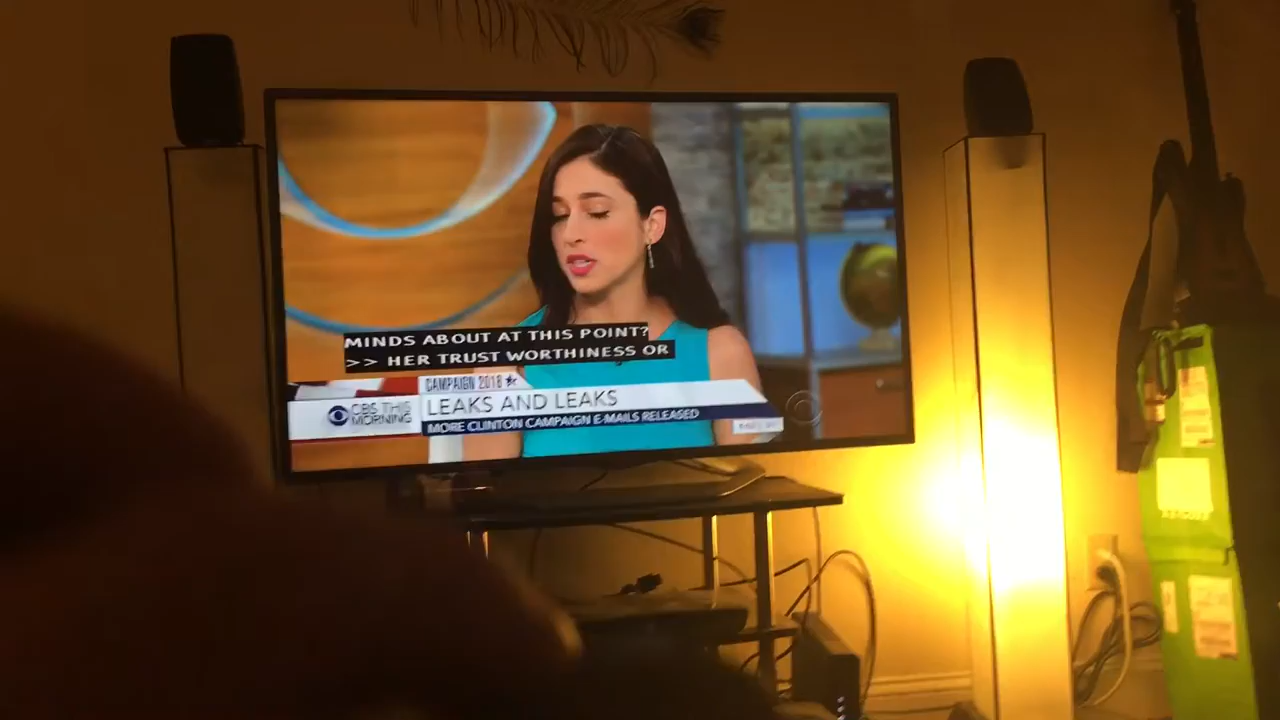 MINDS ABOUT AT THIS POINT?
>> HER TRUST WORTHINESS OR
CAMPAIGN 2016
CBS THIS MORNING
LEAKS AND LEAKS
MORE CLINTON CAMPAIGN E-MAILS RELEASED